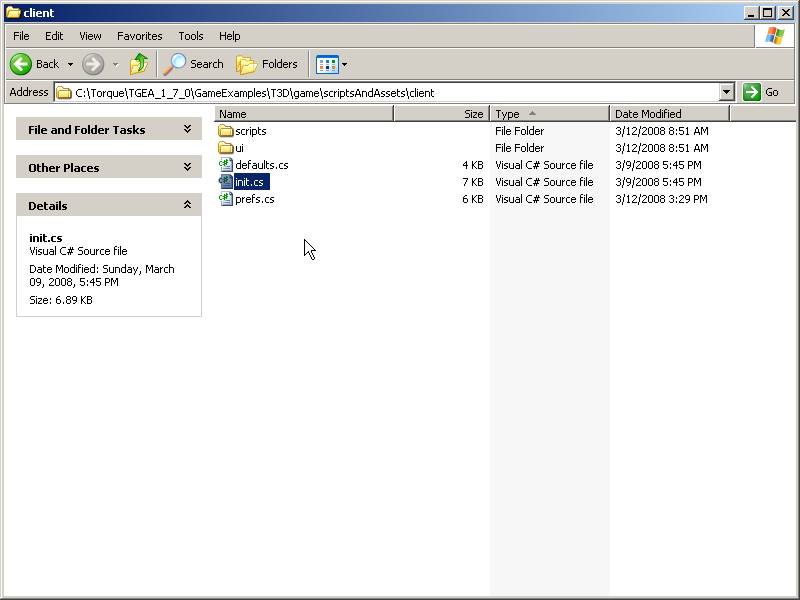 client
File Edit View Favorites Tools Help
Back Search Folders
Address C:\Torque\TGEA_1_7_0\GameExamples\T3D\game\scriptsAndAssets\client Go
File and Folder Tasks
Other Places
Details
init.cs
Visual C# Source file
Date Modified: Sunday, March
09, 2008, 5:45 PM
Size: 6.89 KB
Name Size Type Date Modified
scripts File Folder 3/12/2008 8:51 AM
ui File Folder 3/12/2008 8:51 AM
defaults.cs 4 KB Visual C# Source file 3/9/2008 5:45 PM
init.cs 7 KB Visual C# Source file 3/9/2008 5:45 PM
prefs.cs 6 KB Visual C# Source file 3/12/2008 3:29 PM